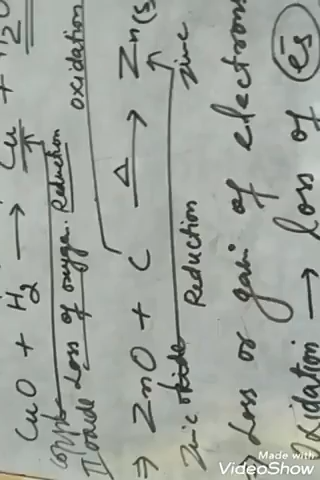 CuO + H₂ → Cu + H₂O
Copper II oxide Loss of oxygen. Reduction
oxidation
⇒ ZnO + C →Δ Zn(s)
Zinc oxide Reduction zinc
⇒ Loss or gain of electrons
Oxidation → loss of es
Made with
VideoShow